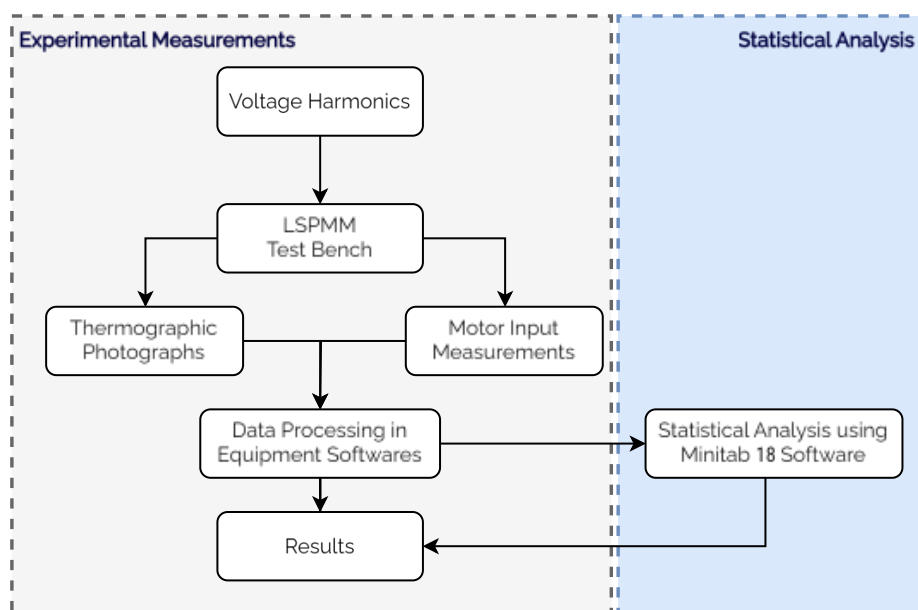 Experimental Measurements
Statistical Analysis
Voltage Harmonics
LSPMM
Test Bench
Thermographic
Photographs
Motor Input
Measurements
Data Processing in
Equipment Softwares
Statistical Analysis using
Minitab 18 Software
Results